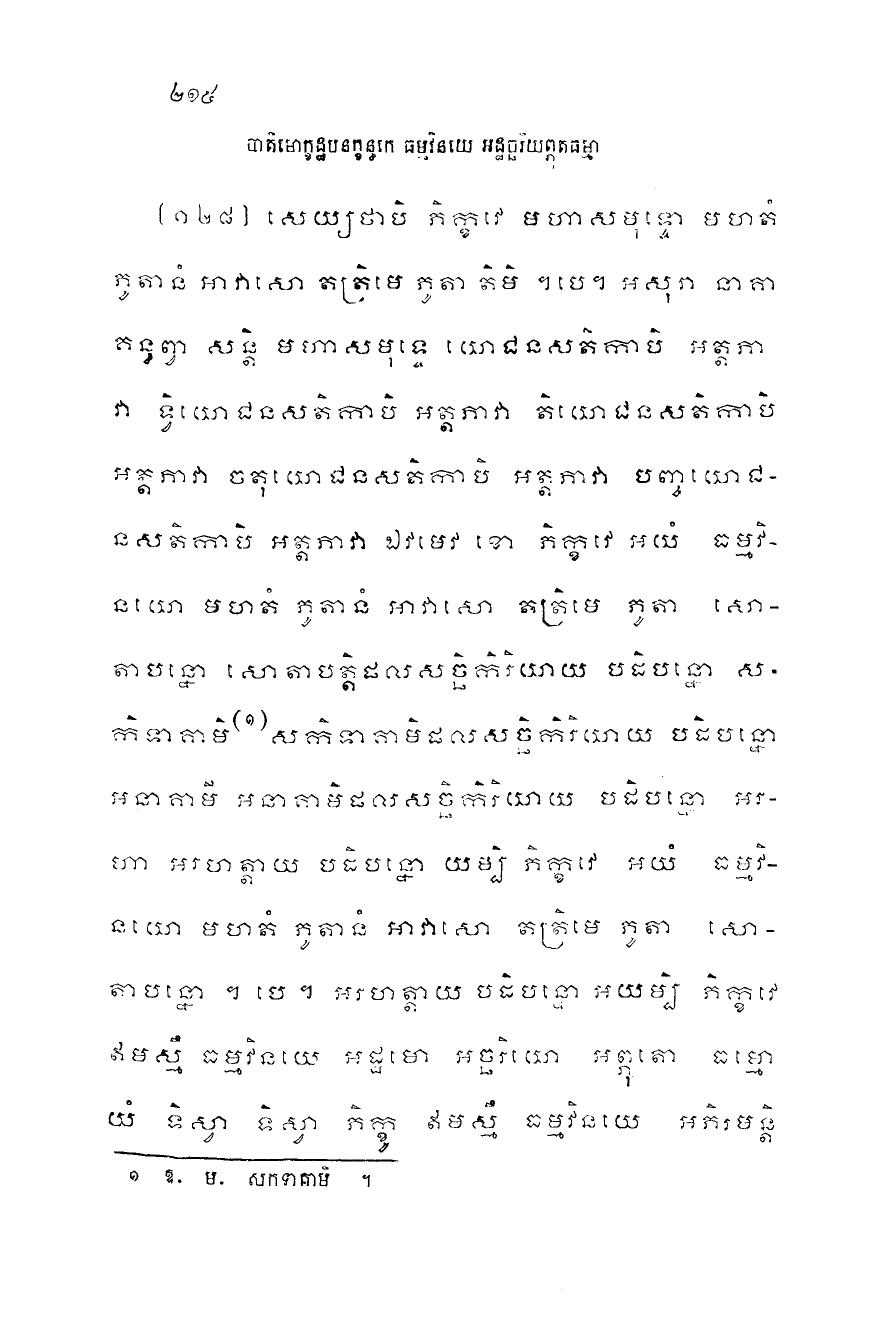 ២១៤
បាតិមោក្ខដ្ឋបនក្ខន្ធកេ ធម្មវិនយេ អដ្ឋច្ឆរិយព្ភុតធម្មា
(១២៨) សេយ្យថាបិ ភិក្ខវេ មហាសមុទ្ទោ មហតំ
ភូតានំ អាវាសោ តត្រិមេ ភូតា តិមិ ។បេ។ អសុរា នាគា
គន្ធព្វា សន្តិ មហាសមុទ្ទេ យោជនសតិកាបិ អត្តភា
វា ទ្វិយោជនសតិកាបិ អត្តភាវា តិយោជនសតិកាបិ
អត្តភាវា ចតុយោជនសតិកាបិ អត្តភាវា បញ្ចយោជ-
នសតិកាបិ អត្តភាវា ឯវមេវ ខោ ភិក្ខវេ អយំ ធម្មវិ-
នយោ មហតំ ភូតានំ អាវាសោ តត្រិមេ ភូតា សោ-
តាបន្នោ សោតាបត្តិផលសច្ឆិកិរិយាយ បដិបន្នោ ស-
កិទាគាមិ(១)សកិទាគាមិផលសច្ឆិកិរិយាយ បដិបន្នោ
អនាគាមី អនាគាមិផលសច្ឆិកិរិយាយ បដិបន្នោ អរ-
ហា អរហត្តាយ បដិបន្នោ យម្បិ ភិក្ខវេ អយំ ធម្មវិ-
នយោ មហតំ ភូតានំ អាវាសោ តត្រិមេ ភូតា សោ-
តាបន្នោ ។ បេ ។ អរហត្តាយ បដិបន្នោ អយម្បិ ភិក្ខវេ
ឥមស្មឹ ធម្មវិនយេ អដ្ឋមោ អច្ឆរិយោ អព្ភុតោ ធម្មោ
យំ ទិស្វា ទិស្វា ភិក្ខូ ឥមស្មឹ ធម្មវិនយេ អភិរមន្តិ
១ ឱ. ម. សកទាគាមិ ។